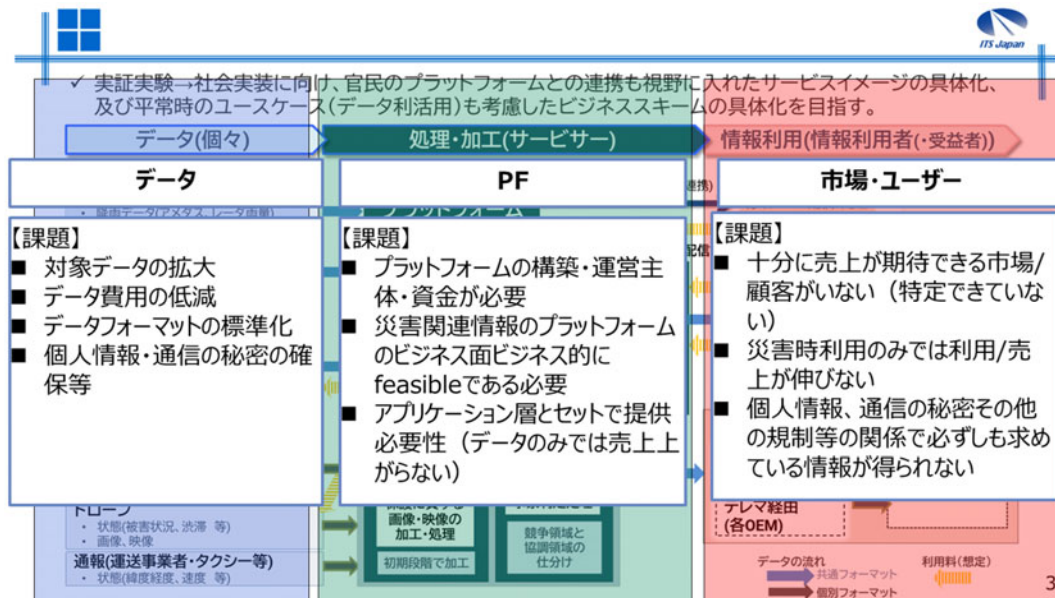 ITS Japan
✓ 実証実験→社会実装に向け、官民のプラットフォームとの連携も視野に入れたサービスイメージの具体化、
及び平常時のユースケース(データ利活用)も考慮したビジネススキームの具体化を目指す。
データ(個々)
処理・加工(サービサー)
情報利用(情報利用者(・受益者))
データ
PF
市場・ユーザー
プラットフォーム
連携)
配信
【課題】
■ 対象データの拡大
■ データ費用の低減
■ データフォーマットの標準化
■ 個人情報・通信の秘密の確
保等
【課題】
■ プラットフォームの構築・運営主
体・資金が必要
■ 災害関連情報のプラットフォーム
のビジネス面ビジネス的に
feasibleである必要
■ アプリケーション層とセットで提供
必要性（データのみでは売上上
がらない）
【課題】
■ 十分に売上が期待できる市場/
顧客がいない（特定できていな
い）
■ 災害時利用のみでは利用/売
上が伸びない
■ 個人情報、通信の秘密その他
の規制等の関係で必ずしも求め
ている情報が得られない
ドローン
・ 状態(被害状況、渋滞 等)
・ 画像、映像
通報(運送事業者・タクシー等)
・ 状態(緯度経度、速度 等)
画像・映像の
加工・処理
初期段階で加工
競争領域と
協調領域の
仕分け
テレマ経由
(各OEM)
データの流れ
共通フォーマット
個別フォーマット
利用料(想定)
3